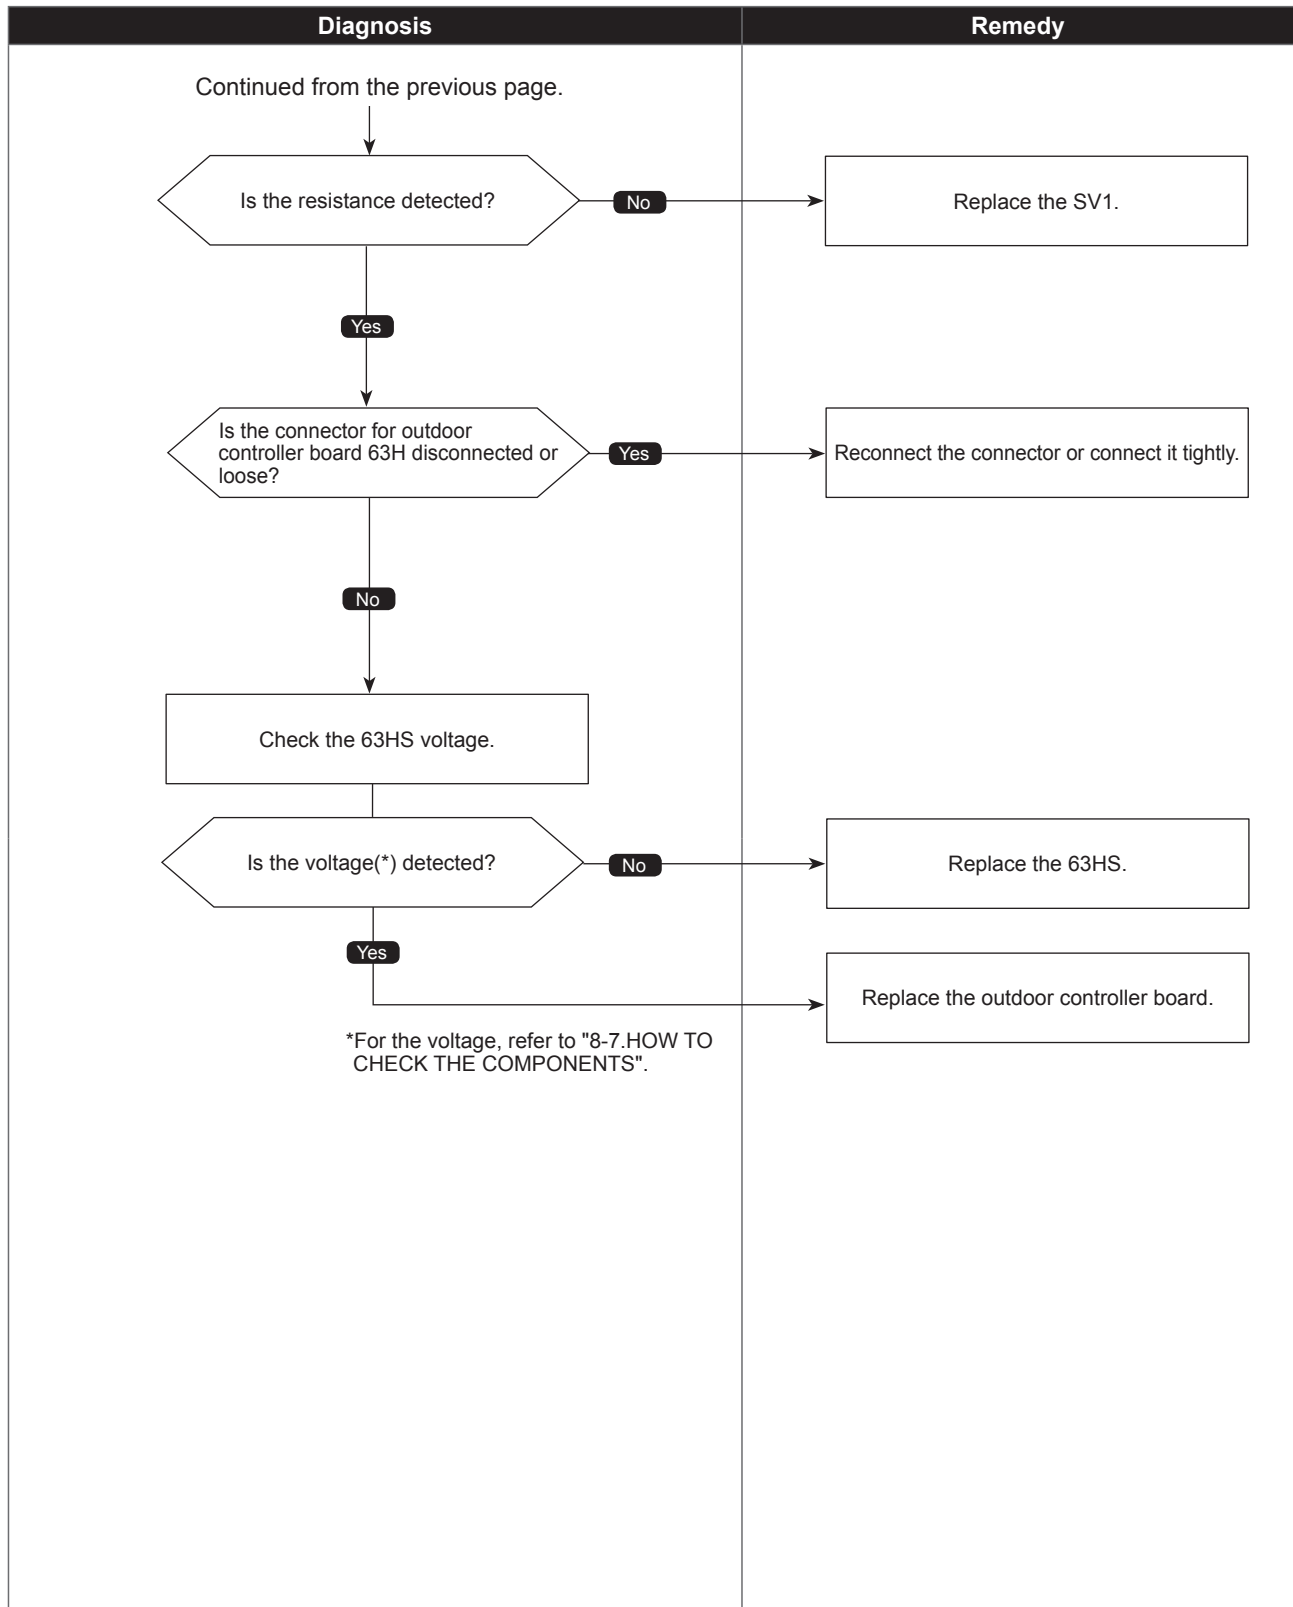 Diagnosis
Remedy
Continued from the previous page.
Is the resistance detected?
No
Replace the SV1.
Yes
Is the connector for outdoor
controller board 63H disconnected or
loose?
Yes
Reconnect the connector or connect it tightly.
No
Check the 63HS voltage.
Is the voltage(*) detected?
No
Replace the 63HS.
Yes
Replace the outdoor controller board.
*For the voltage, refer to "8-7.HOW TO
CHECK THE COMPONENTS".